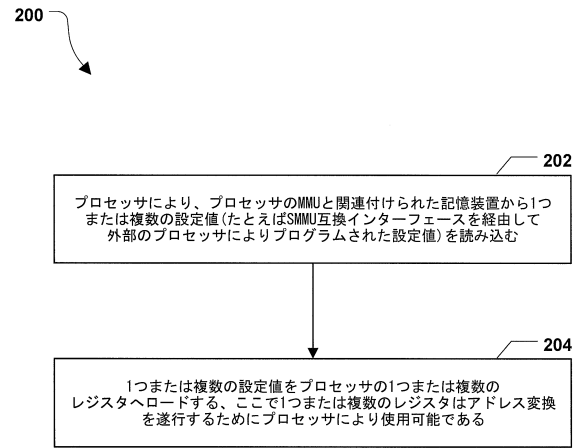 200
202
プロセッサにより、プロセッサのMMUと関連付けられた記憶装置から1つ
または複数の設定値(たとえばSMMU互換インターフェースを経由して
外部のプロセッサによりプログラムされた設定値)を読み込む
204
1つまたは複数の設定値をプロセッサの1つまたは複数の
レジスタへロードする、ここで1つまたは複数のレジスタはアドレス変換
を遂行するためにプロセッサにより使用可能である